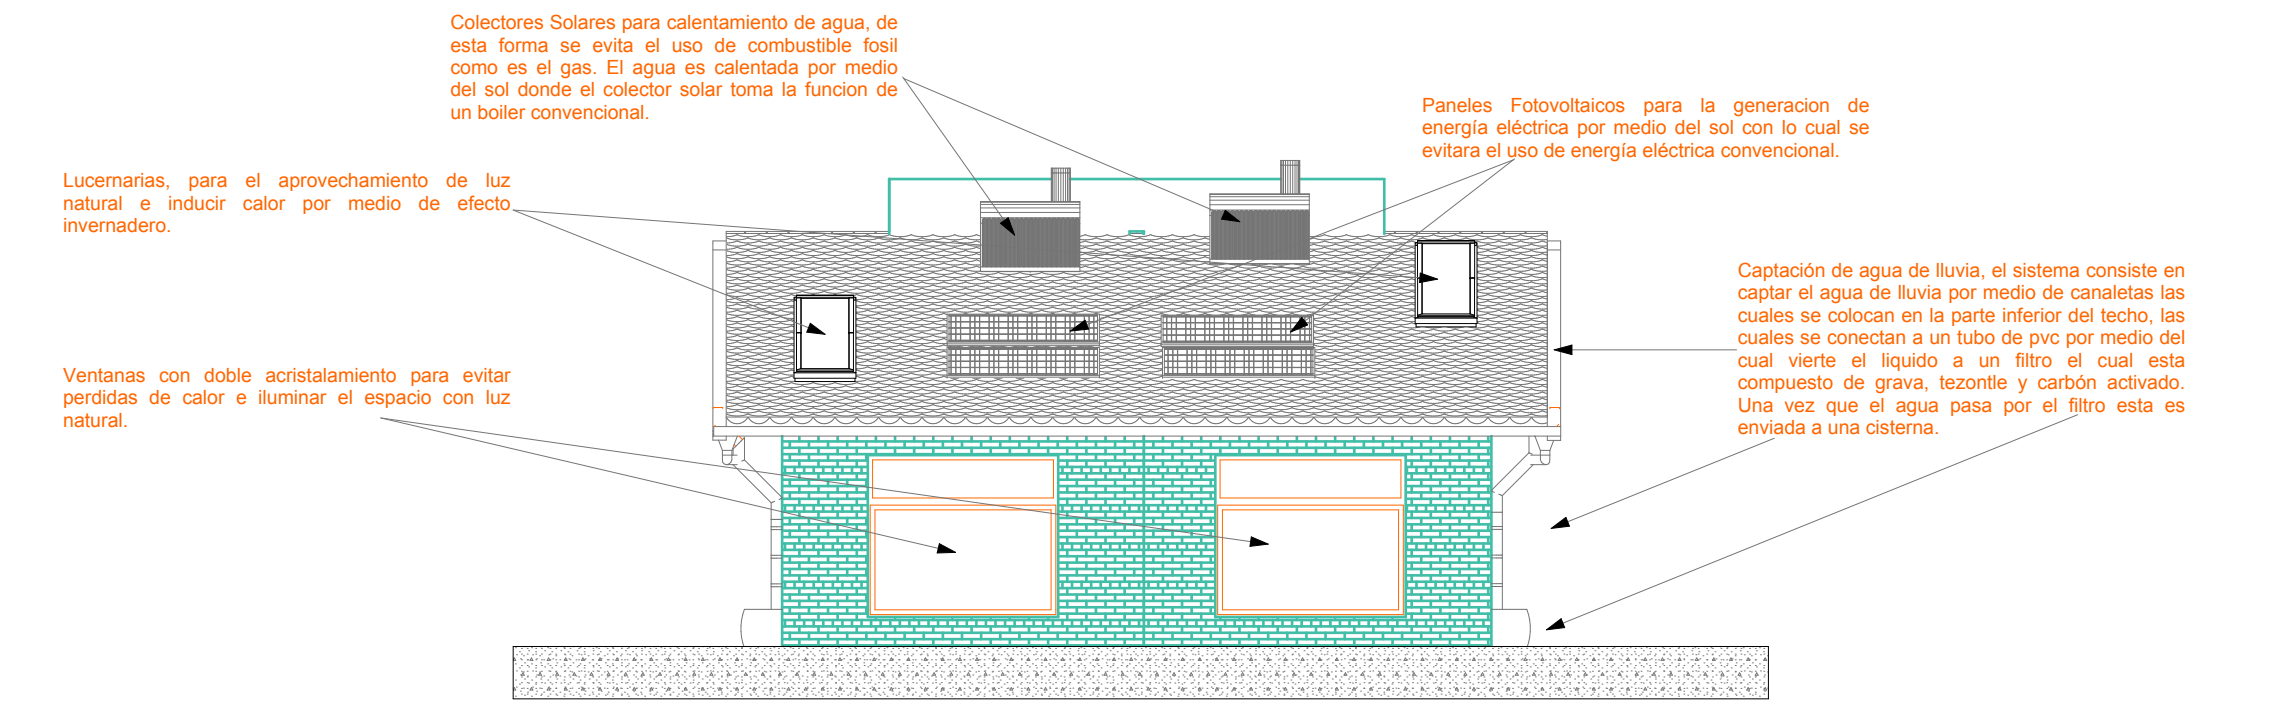 Colectores Solares para calentamiento de agua, de
esta forma se evita el uso de combustible fosil
como es el gas. El agua es calentada por medio
del sol donde el colector solar toma la funcion de
un boiler convencional.
Paneles Fotovoltaicos para la generacion de
energía eléctrica por medio del sol con lo cual se
evitara el uso de energía eléctrica convencional.
Lucernarias, para el aprovechamiento de luz
natural e inducir calor por medio de efecto
invernadero.
Captación de agua de lluvia, el sistema consiste en
captar el agua de lluvia por medio de canaletas las
cuales se colocan en la parte inferior del techo, las
cuales se conectan a un tubo de pvc por medio del
cual vierte el liquido a un filtro el cual esta
compuesto de grava, tezontle y carbón activado.
Una vez que el agua pasa por el filtro esta es
enviada a una cisterna.
Ventanas con doble acristalamiento para evitar
perdidas de calor e iluminar el espacio con luz
natural.